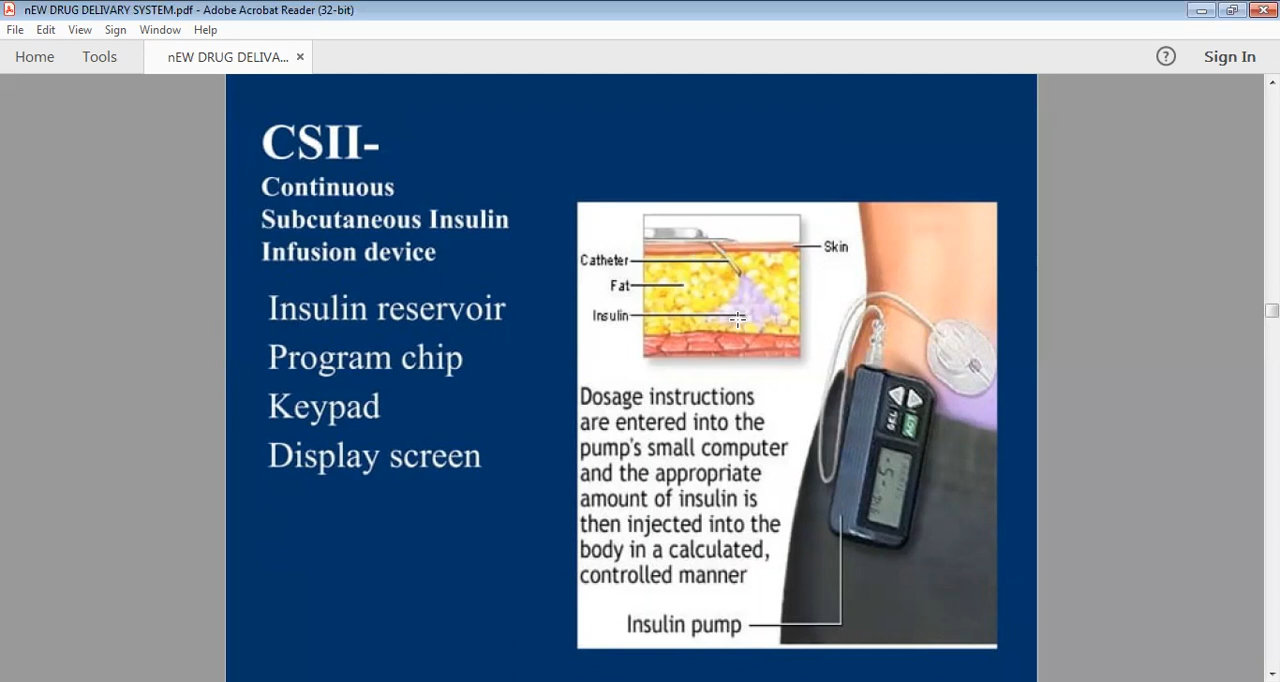 nEW DRUG DELIVARY SYSTEM.pdf - Adobe Acrobat Reader (32-bit)
File Edit View Sign Window Help
Home Tools nEW DRUG DELIVA... × ? Sign In
CSII-
Continuous
Subcutaneous Insulin
Infusion device
Insulin reservoir
Program chip
Keypad
Display screen
Skin
Catheter
Fat
Insulin
Dosage instructions
are entered into the
pump's small computer
and the appropriate
amount of insulin is
then injected into the
body in a calculated,
controlled manner
SEL
ACT
Insulin pump